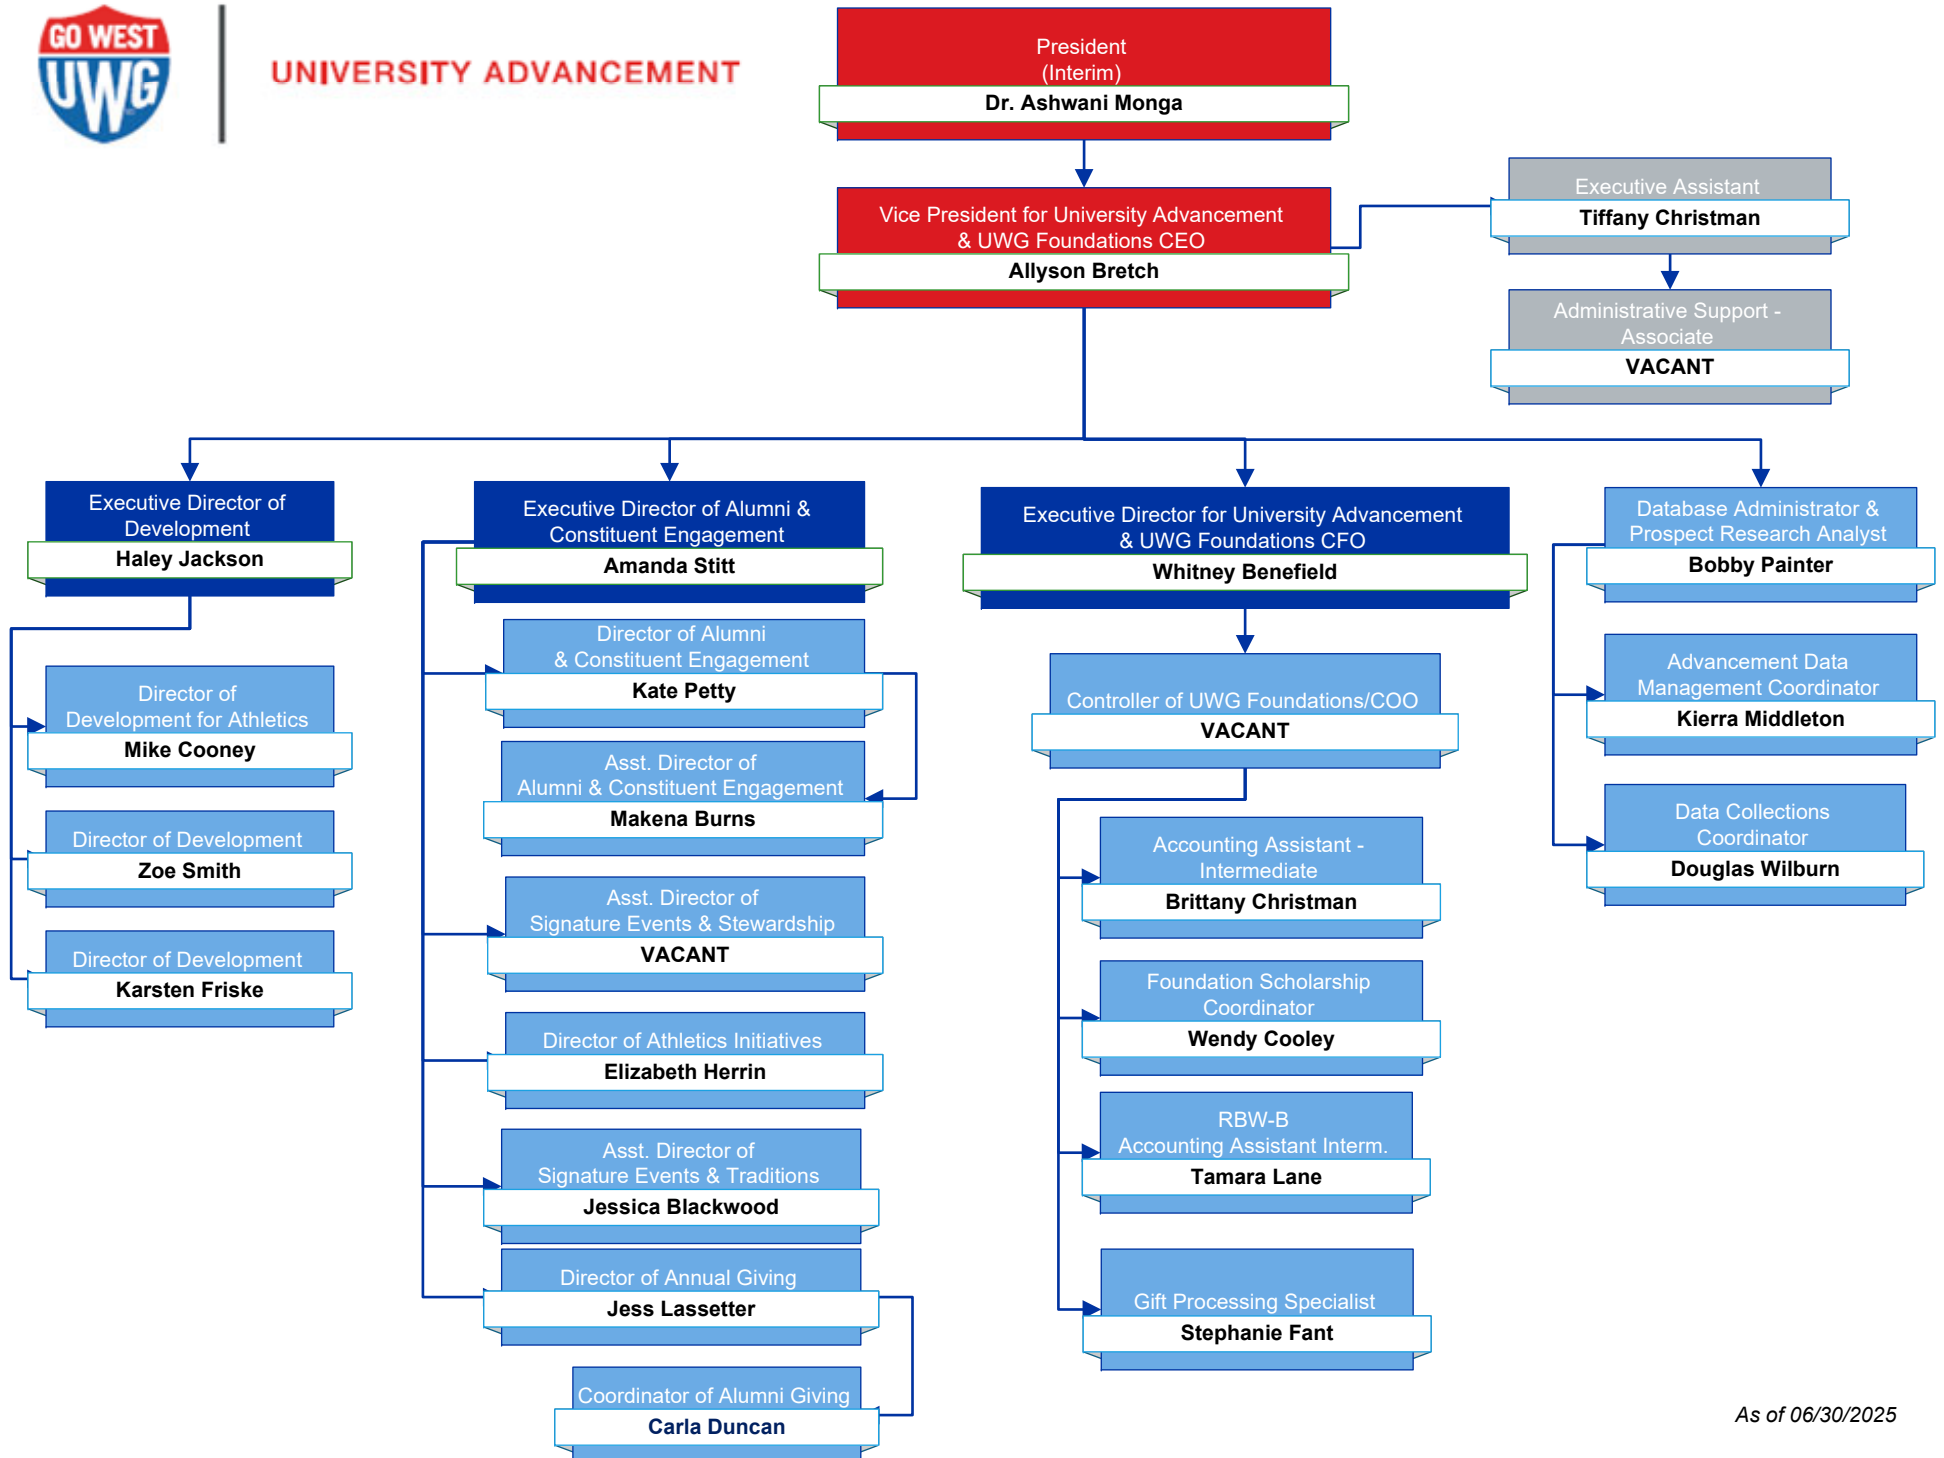 GO WEST
UWG
UNIVERSITY ADVANCEMENT
President
(Interim)
Dr. Ashwani Monga
Vice President for University Advancement
& UWG Foundations CEO
Allyson Bretch
Executive Assistant
Tiffany Christman
Administrative Support -
Associate
VACANT
Executive Director of
Development
Haley Jackson
Director of
Development for Athletics
Mike Cooney
Director of Development
Zoe Smith
Director of Development
Karsten Friske
Executive Director of Alumni &
Constituent Engagement
Amanda Stitt
Director of Alumni
& Constituent Engagement
Kate Petty
Asst. Director of
Alumni & Constituent Engagement
Makena Burns
Asst. Director of
Signature Events & Stewardship
VACANT
Director of Athletics Initiatives
Elizabeth Herrin
Asst. Director of
Signature Events & Traditions
Jessica Blackwood
Director of Annual Giving
Jess Lassetter
Coordinator of Alumni Giving
Carla Duncan
Executive Director for University Advancement
& UWG Foundations CFO
Whitney Benefield
Controller of UWG Foundations/COO
VACANT
Accounting Assistant -
Intermediate
Brittany Christman
Foundation Scholarship
Coordinator
Wendy Cooley
RBW-B
Accounting Assistant Interm.
Tamara Lane
Gift Processing Specialist
Stephanie Fant
Database Administrator &
Prospect Research Analyst
Bobby Painter
Advancement Data
Management Coordinator
Kierra Middleton
Data Collections
Coordinator
Douglas Wilburn
As of 06/30/2025